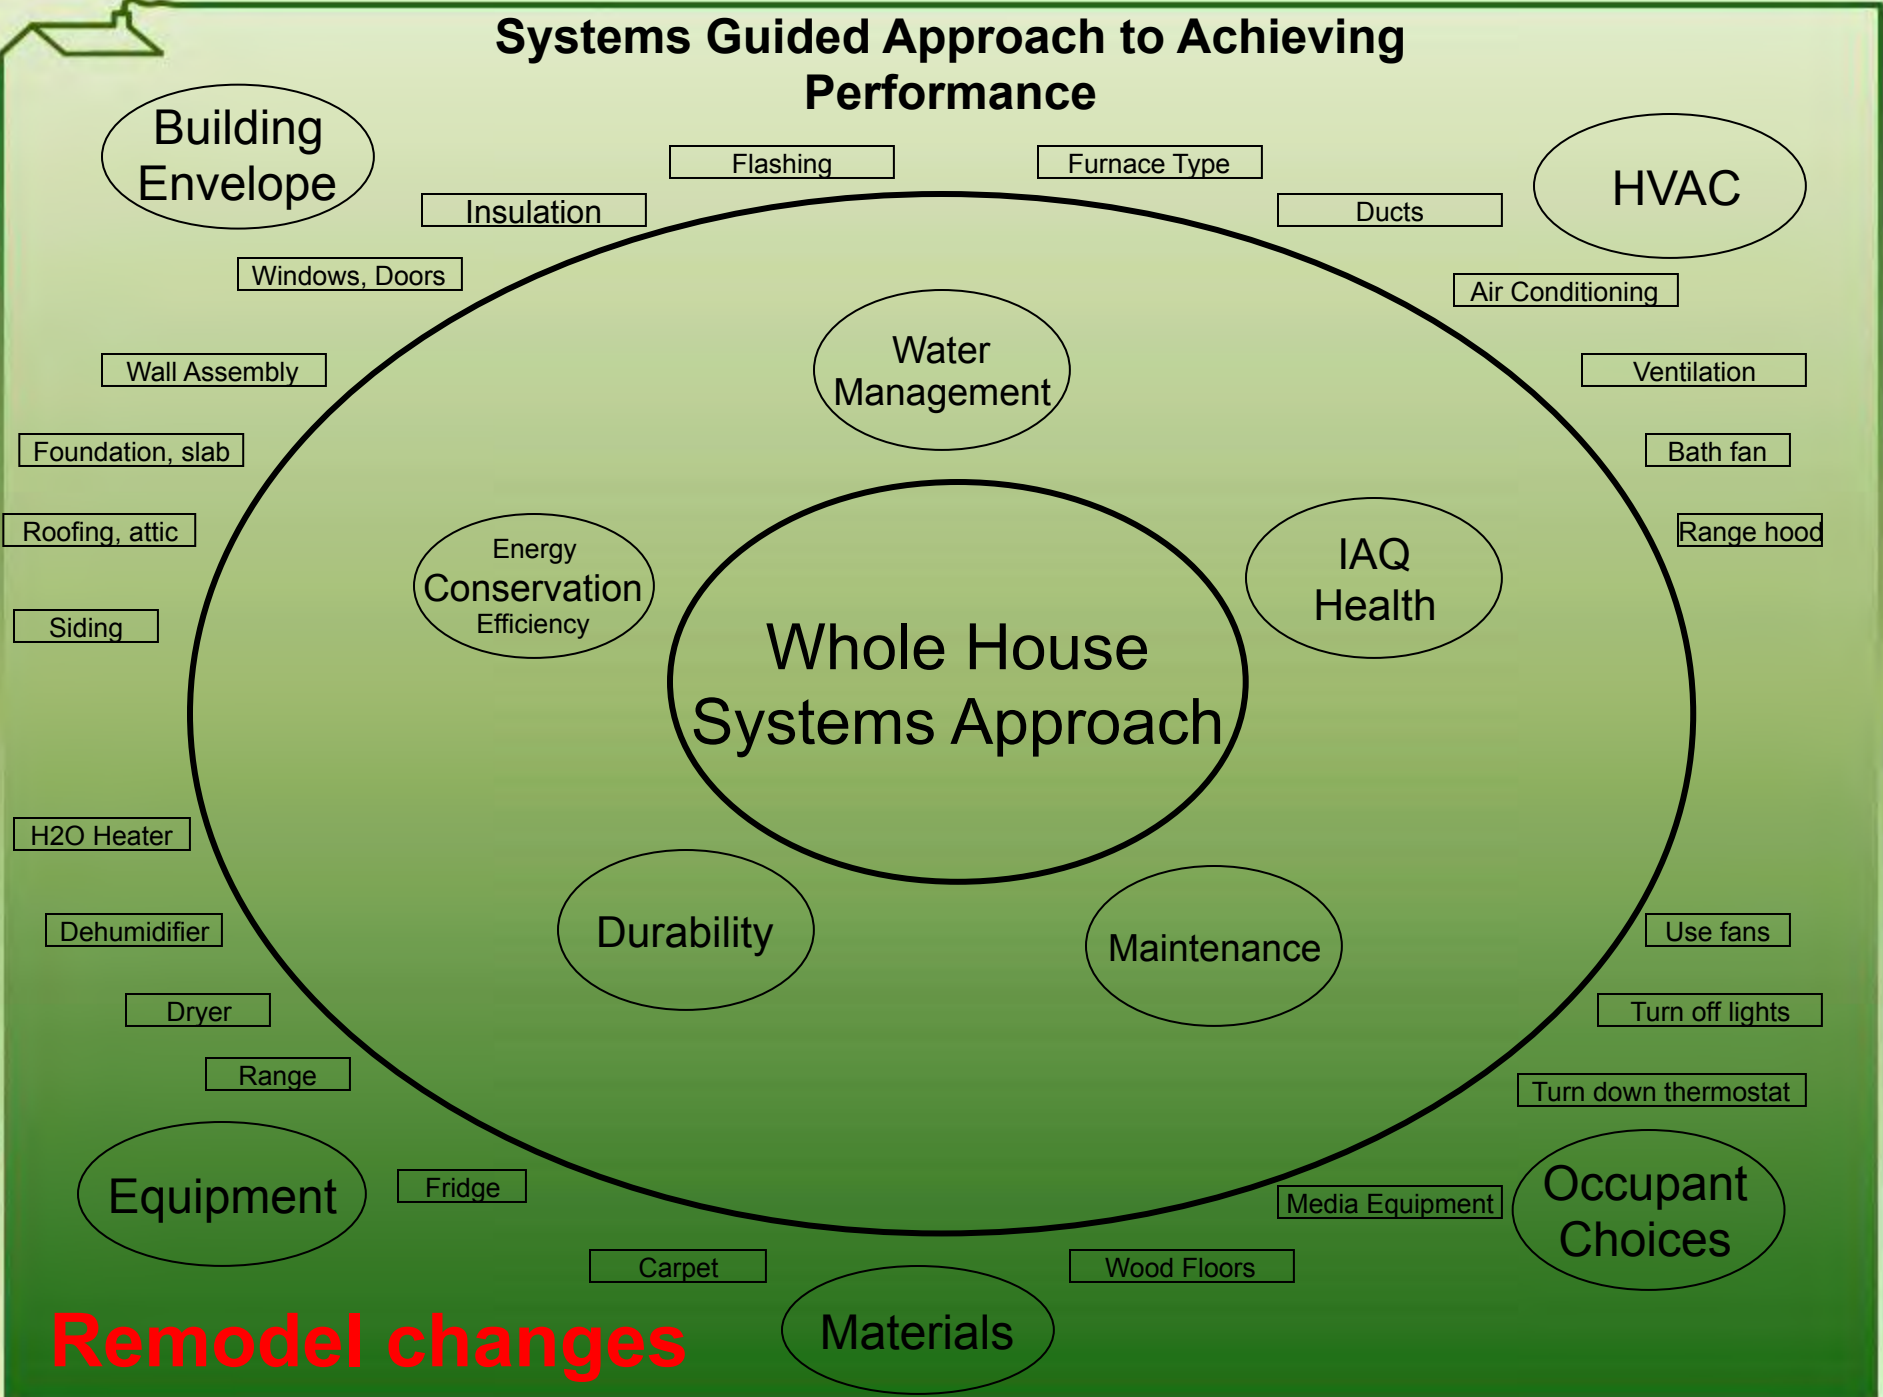 Systems Guided Approach to Achieving
Performance
Building
Envelope
HVAC
Flashing
Furnace Type
Insulation
Ducts
Windows, Doors
Air Conditioning
Water
Management
Wall Assembly
Ventilation
Foundation, slab
Bath fan
Roofing, attic
Range hood
Energy
Conservation
Efficiency
IAQ
Health
Siding
Whole House
Systems Approach
H2O Heater
Dehumidifier
Durability
Maintenance
Use fans
Dryer
Turn off lights
Range
Turn down thermostat
Equipment
Fridge
Media Equipment
Occupant
Choices
Carpet
Wood Floors
Materials
Remodel changes